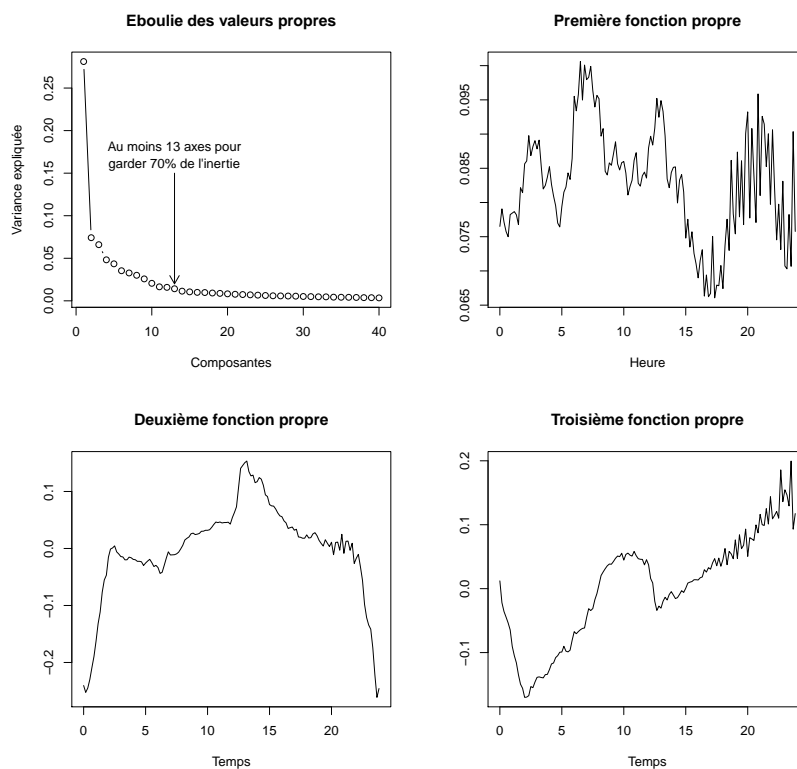 Eboulie des valeurs propres
Variance expliquée
0.00 0.05 0.10 0.15 0.20 0.25
Au moins 13 axes pour
garder 70% de l'inertie
0 10 20 30 40
Composantes
Première fonction propre
0.065 0.075 0.085 0.095
0 5 10 15 20
Heure
Deuxième fonction propre
−0.2 −0.1 0.0 0.1
0 5 10 15 20
Temps
Troisième fonction propre
−0.1 0.0 0.1 0.2
0 5 10 15 20
Temps